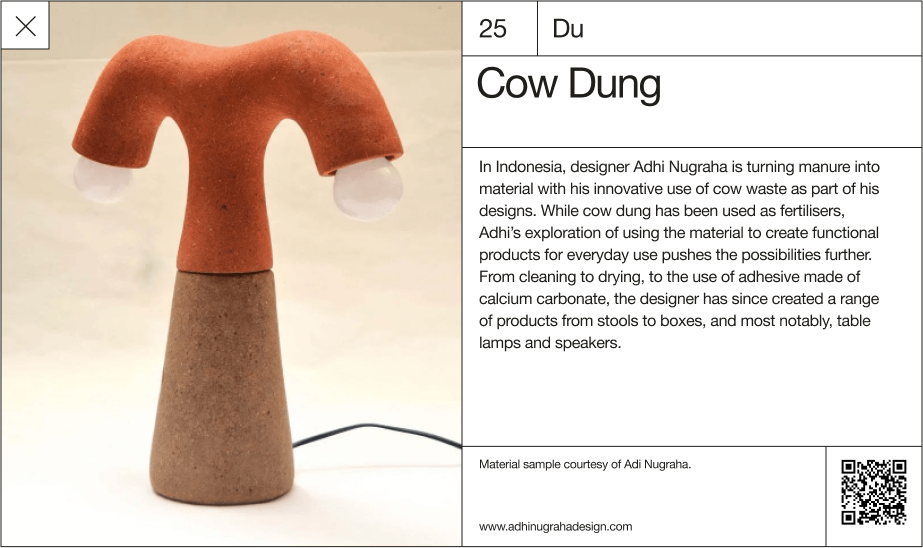 25
Du
Cow Dung
In Indonesia, designer Adhi Nugraha is turning manure into
material with his innovative use of cow waste as part of his
designs. While cow dung has been used as fertilisers,
Adhi’s exploration of using the material to create functional
products for everyday use pushes the possibilities further.
From cleaning to drying, to the use of adhesive made of
calcium carbonate, the designer has since created a range
of products from stools to boxes, and most notably, table
lamps and speakers.
Material sample courtesy of Adi Nugraha.
www.adhinugrahadesign.com